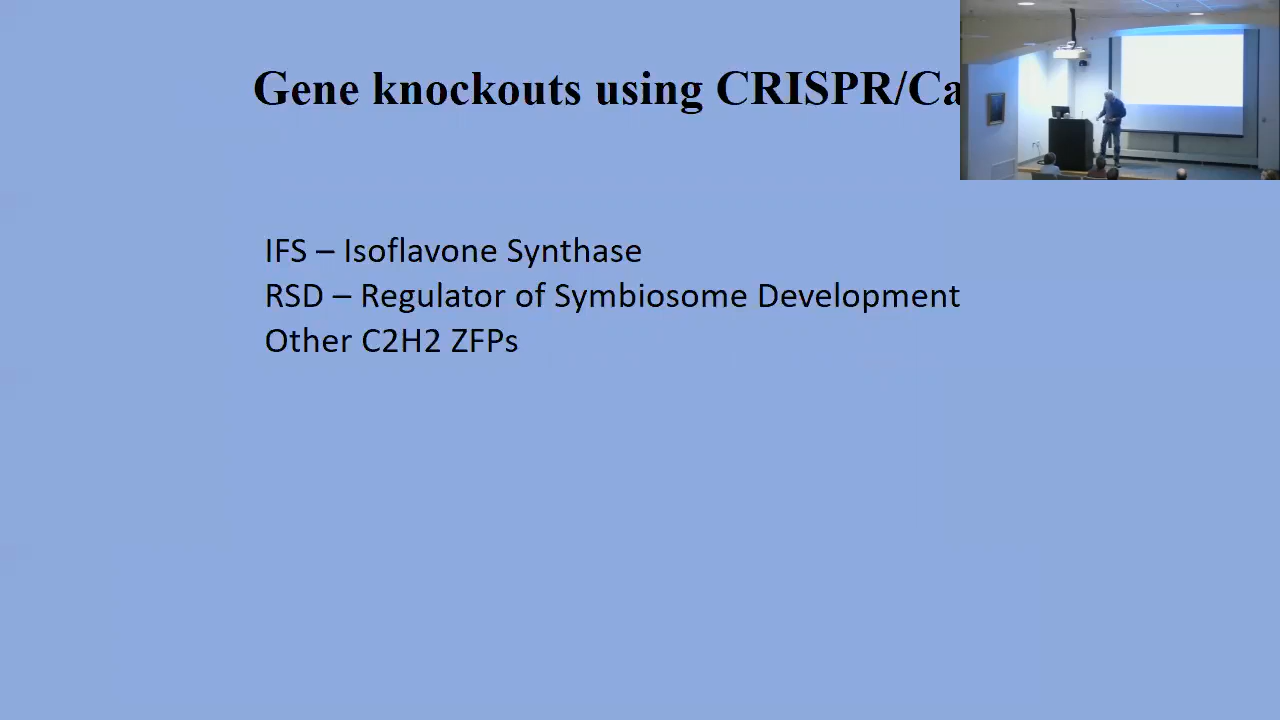 Gene knockouts using CRISPR/Ca
IFS – Isoflavone Synthase
RSD – Regulator of Symbiosome Development
Other C2H2 ZFPs